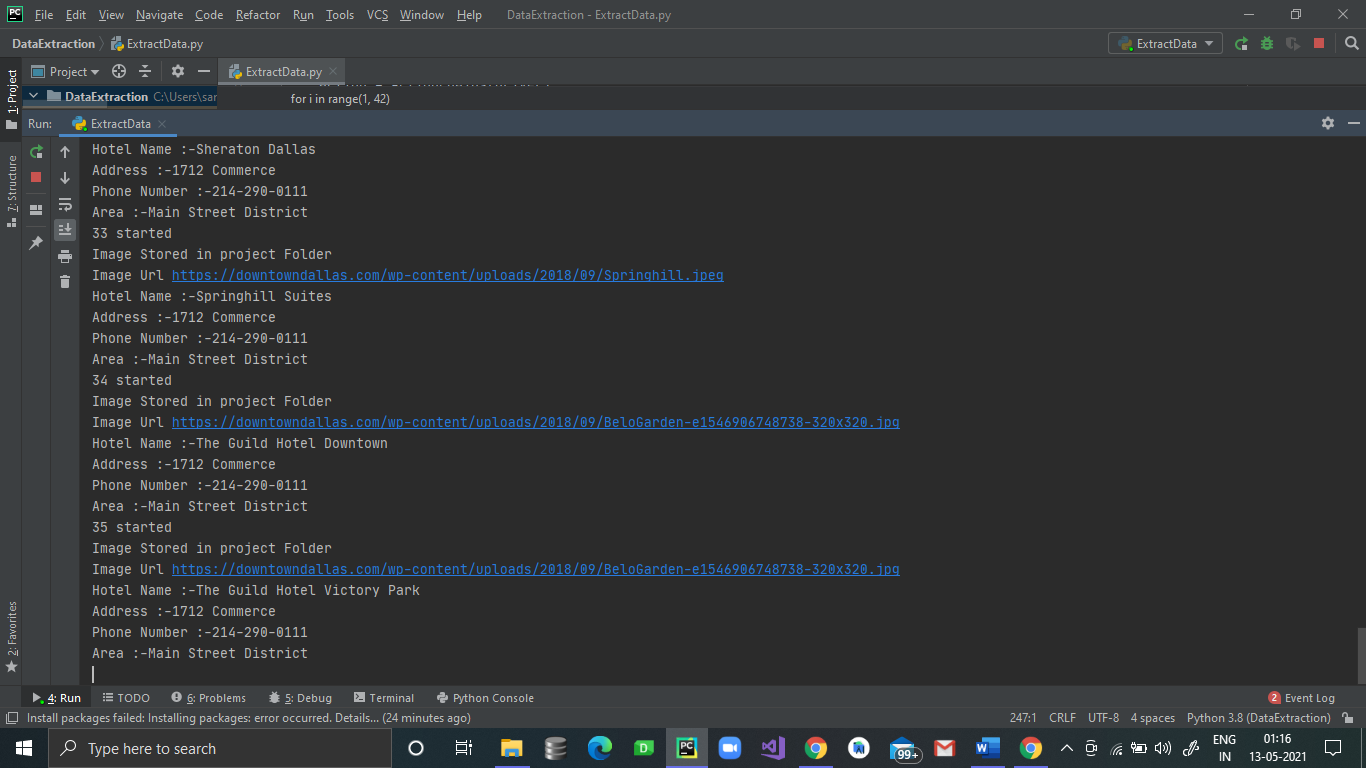 PC File Edit View Navigate Code Refactor Run Tools VCS Window Help DataExtraction - ExtractData.py
DataExtraction ExtractData.py ExtractData
1: Project Project ExtractData.py
DataExtraction C:\Users\sar
for i in range(1, 42)
Run: ExtractData
Hotel Name :-Sheraton Dallas
Address :-1712 Commerce
Phone Number :-214-290-0111
Area :-Main Street District
33 started
Image Stored in project Folder
Image Url https://downtowndallas.com/wp-content/uploads/2018/09/Springhill.jpeg
Hotel Name :-Springhill Suites
Address :-1712 Commerce
Phone Number :-214-290-0111
Area :-Main Street District
34 started
Image Stored in project Folder
Image Url https://downtowndallas.com/wp-content/uploads/2018/09/BeloGarden-e1546906748738-320x320.jpg
Hotel Name :-The Guild Hotel Downtown
Address :-1712 Commerce
Phone Number :-214-290-0111
Area :-Main Street District
35 started
Image Stored in project Folder
Image Url https://downtowndallas.com/wp-content/uploads/2018/09/BeloGarden-e1546906748738-320x320.jpg
Hotel Name :-The Guild Hotel Victory Park
Address :-1712 Commerce
Phone Number :-214-290-0111
Area :-Main Street District
7: Structure
2: Favorites
4: Run TODO 6: Problems 5: Debug Terminal Python Console 2 Event Log
Install packages failed: Installing packages: error occurred. Details... (24 minutes ago) 247:1 CRLF UTF-8 4 spaces Python 3.8 (DataExtraction)
Type here to search D PC 99+ ENG 01:16
IN 13-05-2021